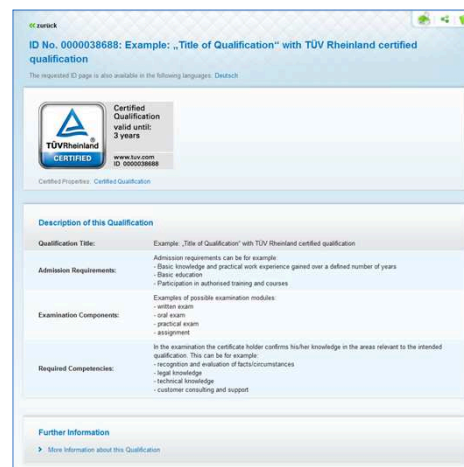 zurück
ID No. 0000038688: Example: „Title of Qualification“ with TÜV Rheinland certified
qualification
The requested ID page is also available in the following languages: Deutsch
Certified
Qualification
valid until:
3 years
TÜVRheinland®
CERTIFIED
www.tuv.com
ID 0000038688
Certified Properties: Certified Qualification
Description of this Qualification
Qualification Title: Example: „Title of Qualification“ with TÜV Rheinland certified qualification
Admission Requirements: Admission requirements can be for example:
- Basic knowledge and practical work experience gained over a defined number of years
- Basic education
- Participation in authorised training and courses
Examination Components: Examples of possible examination modules:
- written exam
- oral exam
- practical exam
- assignment
Required Competencies: In the examination the certificate holder confirms his/her knowledge in the areas relevant to the intended
qualification. This can be for example:
- recognition and evaluation of facts/circumstances
- legal knowledge
- technical knowledge
- customer consulting and support
Further Information
More Information about this Qualification